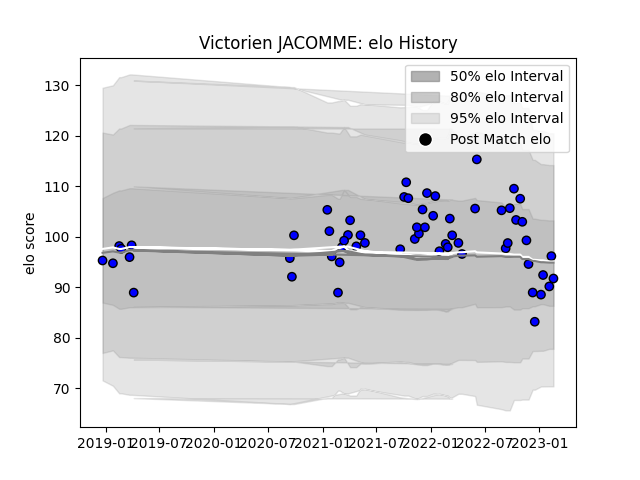 Victorien JACOMME: elo History
50% elo Interval
80% elo Interval
95% elo Interval
Post Match elo
elo score
130
120
110
100
90
80
70
2019-01 2019-07 2020-01 2020-07 2021-01 2021-07 2022-01 2022-07 2023-01